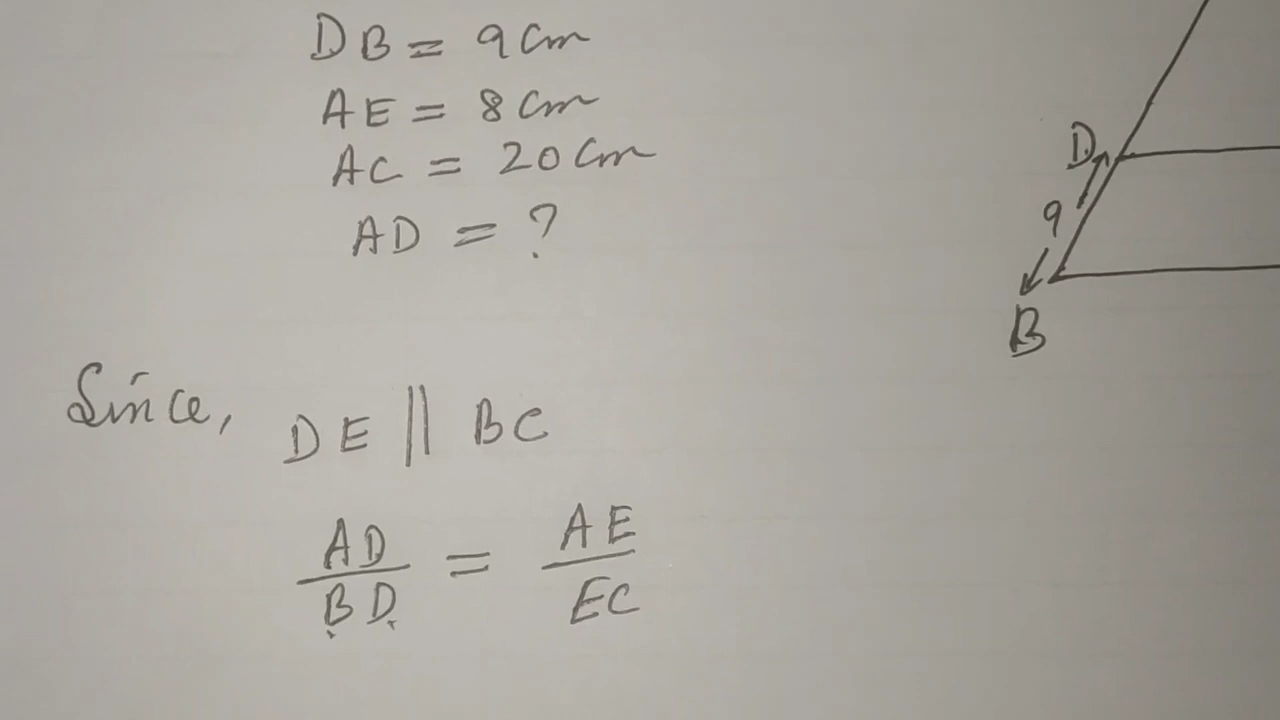 DB = 9 Cm
AE = 8 Cm
AC = 20 Cm
AD = ?
D
9
B
Since, DE || BC
AD/BD = AE/EC